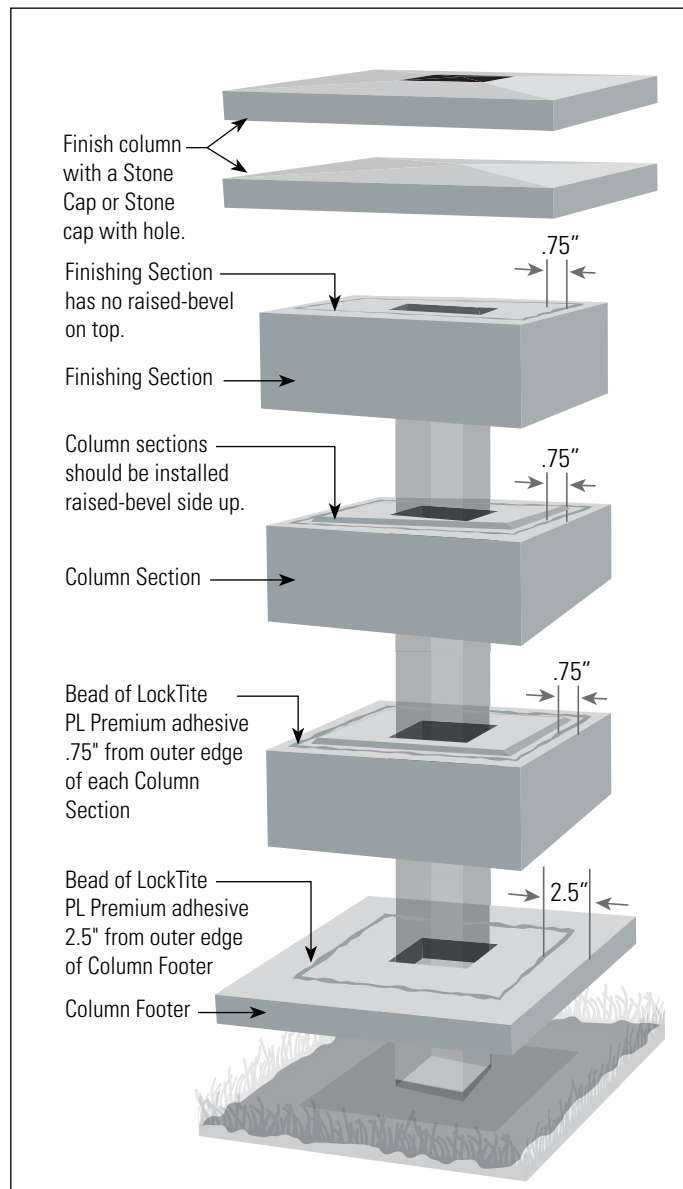 Finish column
with a Stone
Cap or Stone
cap with hole.
.75”
Finishing Section
has no raised-bevel
on top.
Finishing Section
Column sections
should be installed
raised-bevel side up.
.75”
Column Section
Bead of LockTite
PL Premium adhesive
.75" from outer edge
of each Column
Section
.75”
Bead of LockTite
PL Premium adhesive
2.5" from outer edge
of Column Footer
2.5”
Column Footer